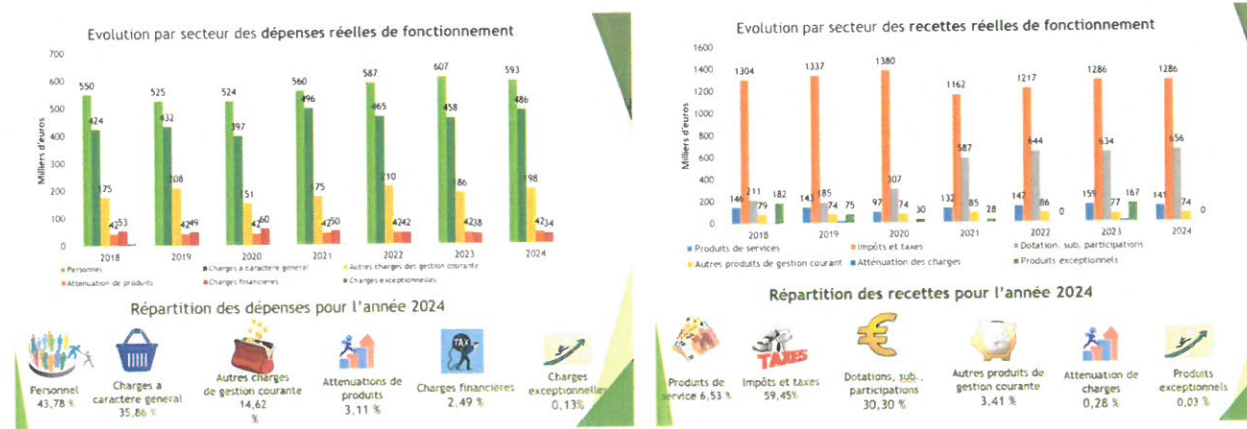 Evolution par secteur des dépenses réelles de fonctionnement
Milliers d'euros
700
600
500
400
300
200
100
0
550
424
175
42
53
525
432
208
42
49
524
397
151
42
60
560
496
175
42
50
587
465
210
42
42
607
458
186
42
38
593
486
198
42
34
2018
2019
2020
2021
2022
2023
2024
Personnel
Charges a caractère general
Autres charges des gestion courante
Attenuation de produits
Charges financieres
Charges exceptionnelles
Répartition des dépenses pour l'année 2024
TAX
Personnel
43,78 %
Charges a
caractere general
35,86 %
Autres charges
de gestion courante
14,62
%
Attenuations de
produits
3,11 %
Charges financieres
2,49 %
Charges
exceptionnelles
0,13%
Evolution par secteur des recettes réelles de fonctionnement
Milliers d'euros
1600
1400
1200
1000
800
600
400
200
0
146
1304
211
79
182
143
1337
185
74
75
97
1380
307
74
30
132
1162
587
85
28
142
1217
644
86
0
159
1286
634
77
167
141
1286
656
74
0
2018
2019
2020
2021
2022
2023
2024
Produits de services
Impôts et taxes
Dotation, sub, participations
Autres produits de gestion courant
Atténuation des charges
Produits exceptionnels
Répartition des recettes pour l'année 2024
TAXES
Produits de
service 6,53 %
Impôts et taxes
59,45%
Dotations, sub.,
participations
30,30 %
Autres produits de
gestion courante
3,41 %
Attenuation de
charges
0,28 %
Produits
exceptionnels
0,03 %